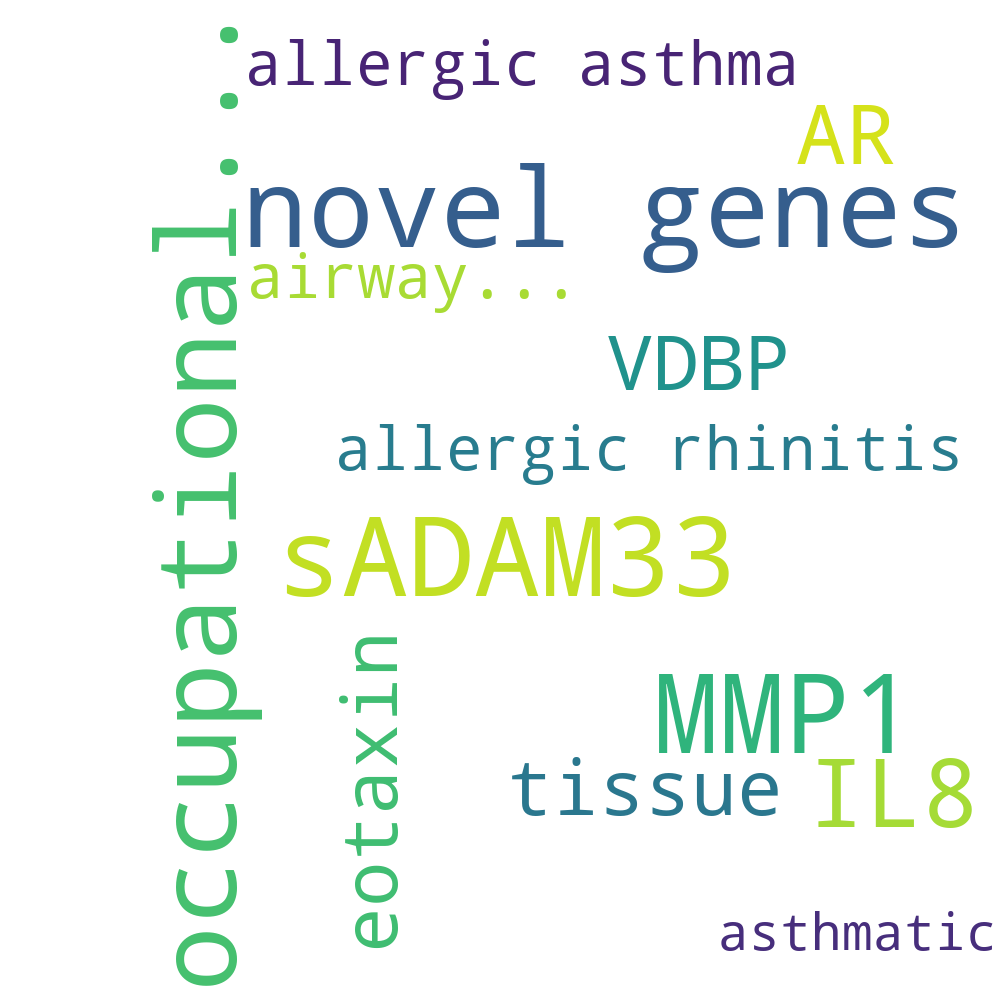 occupational...
allergic asthma
AR
novel genes
airway...
VDBP
allergic rhinitis
sADAM33
eotaxin
MMP1
tissue
IL8
asthmatic